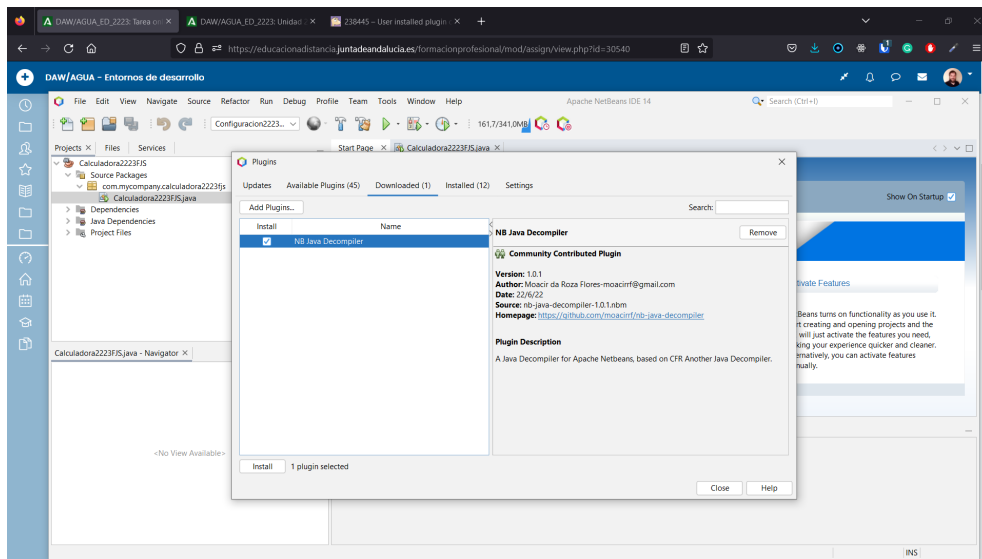 DAW/AGUA_ED_2223: Tarea on
DAW/AGUA_ED_2223: Unidad 2
238445 – User installed plugin
https://educacionadistancia.juntadeandalucia.es/formacionprofesional/mod/assign/view.php?id=30540
DAW/AGUA - Entornos de desarrollo
File Edit View Navigate Source Refactor Run Debug Profile Team Tools Window Help
Apache NetBeans IDE 14
Search (Ctrl+I)
Configuracion2223...
161,7/341,0MB
Projects Files Services
Start Page Calculadora2223FJS.java
Calculadora2223FJS
Source Packages
com.mycompany.calculadora2223fjs
Calculadora2223FJS.java
Dependencies
Java Dependencies
Project Files
Calculadora2223FJS.java - Navigator
<No View Available>
Plugins
Updates Available Plugins (45) Downloaded (1) Installed (12) Settings
Add Plugins...
Search:
Install Name
NB Java Decompiler
NB Java Decompiler
Remove
Community Contributed Plugin
Version: 1.0.1
Author: Moacir da Roza Flores-moacirrf@gmail.com
Date: 22/6/22
Source: nb-java-decompiler-1.0.1.nbm
Homepage: https://github.com/moacirrf/nb-java-decompiler
Plugin Description
A Java Decompiler for Apache Netbeans, based on CFR Another Java Decompiler.
Install 1 plugin selected
Close Help
Show On Startup
tivate Features
Beans turns on functionality as you use it.
rt creating and opening projects and the
will just activate the features you need,
king your experience quicker and cleaner.
ernatively, you can activate features
nually.
INS